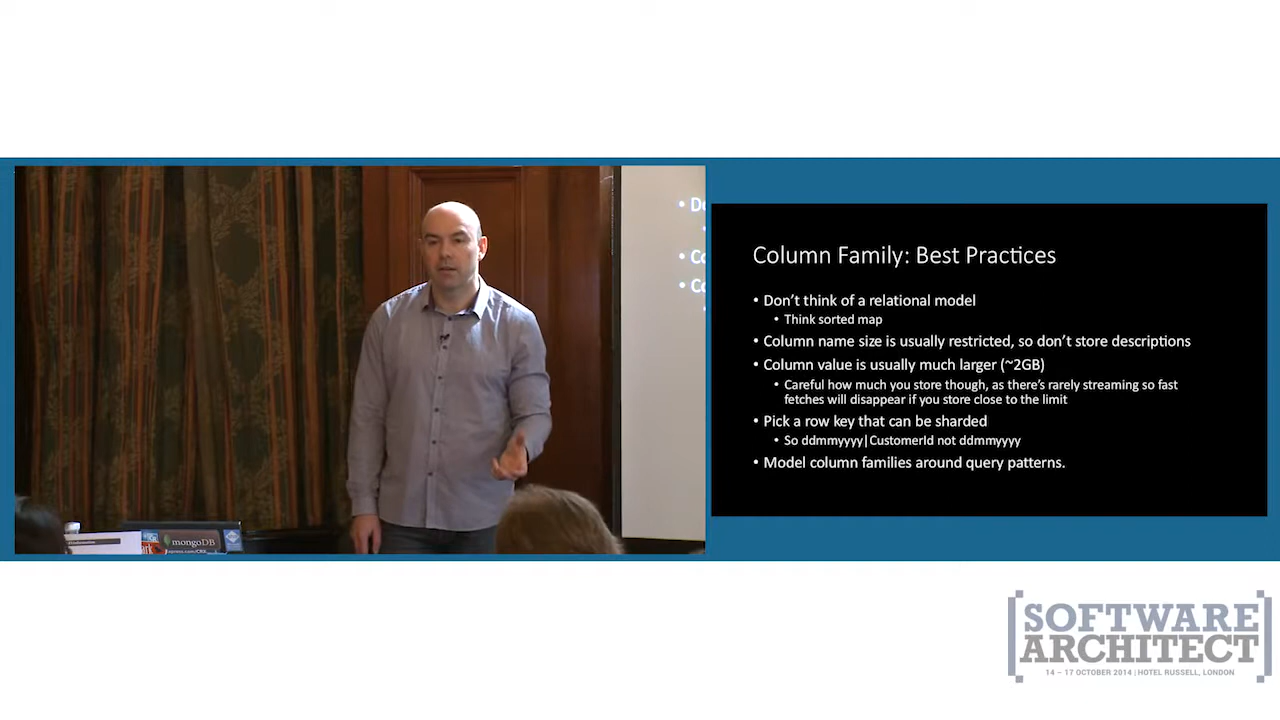 • D
• Co
• Co
mongoDB
Column Family: Best Practices
• Don't think of a relational model
• Think sorted map
• Column name size is usually restricted, so don't store descriptions
• Column value is usually much larger (~2GB)
• Careful how much you store though, as there's rarely streaming so fast
fetches will disappear if you store close to the limit
• Pick a row key that can be sharded
• So ddmmyyyy|CustomerId not ddmmyyyy
• Model column families around query patterns.
[SOFTWARE
ARCHITECT]
14 – 17 OCTOBER 2014 | HOTEL RUSSELL, LONDON